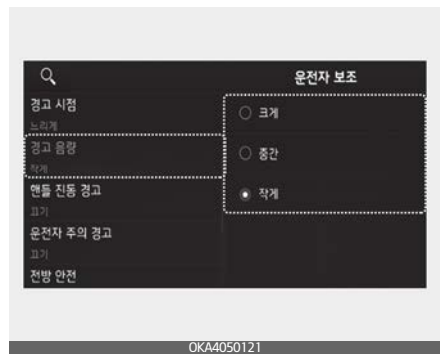 운전자 보조
경고 시점
느리게
경고 음량
작게
핸들 진동 경고
끄기
운전자 주의 경고
끄기
전방 안전
크게
중간
작게
OKA4050121